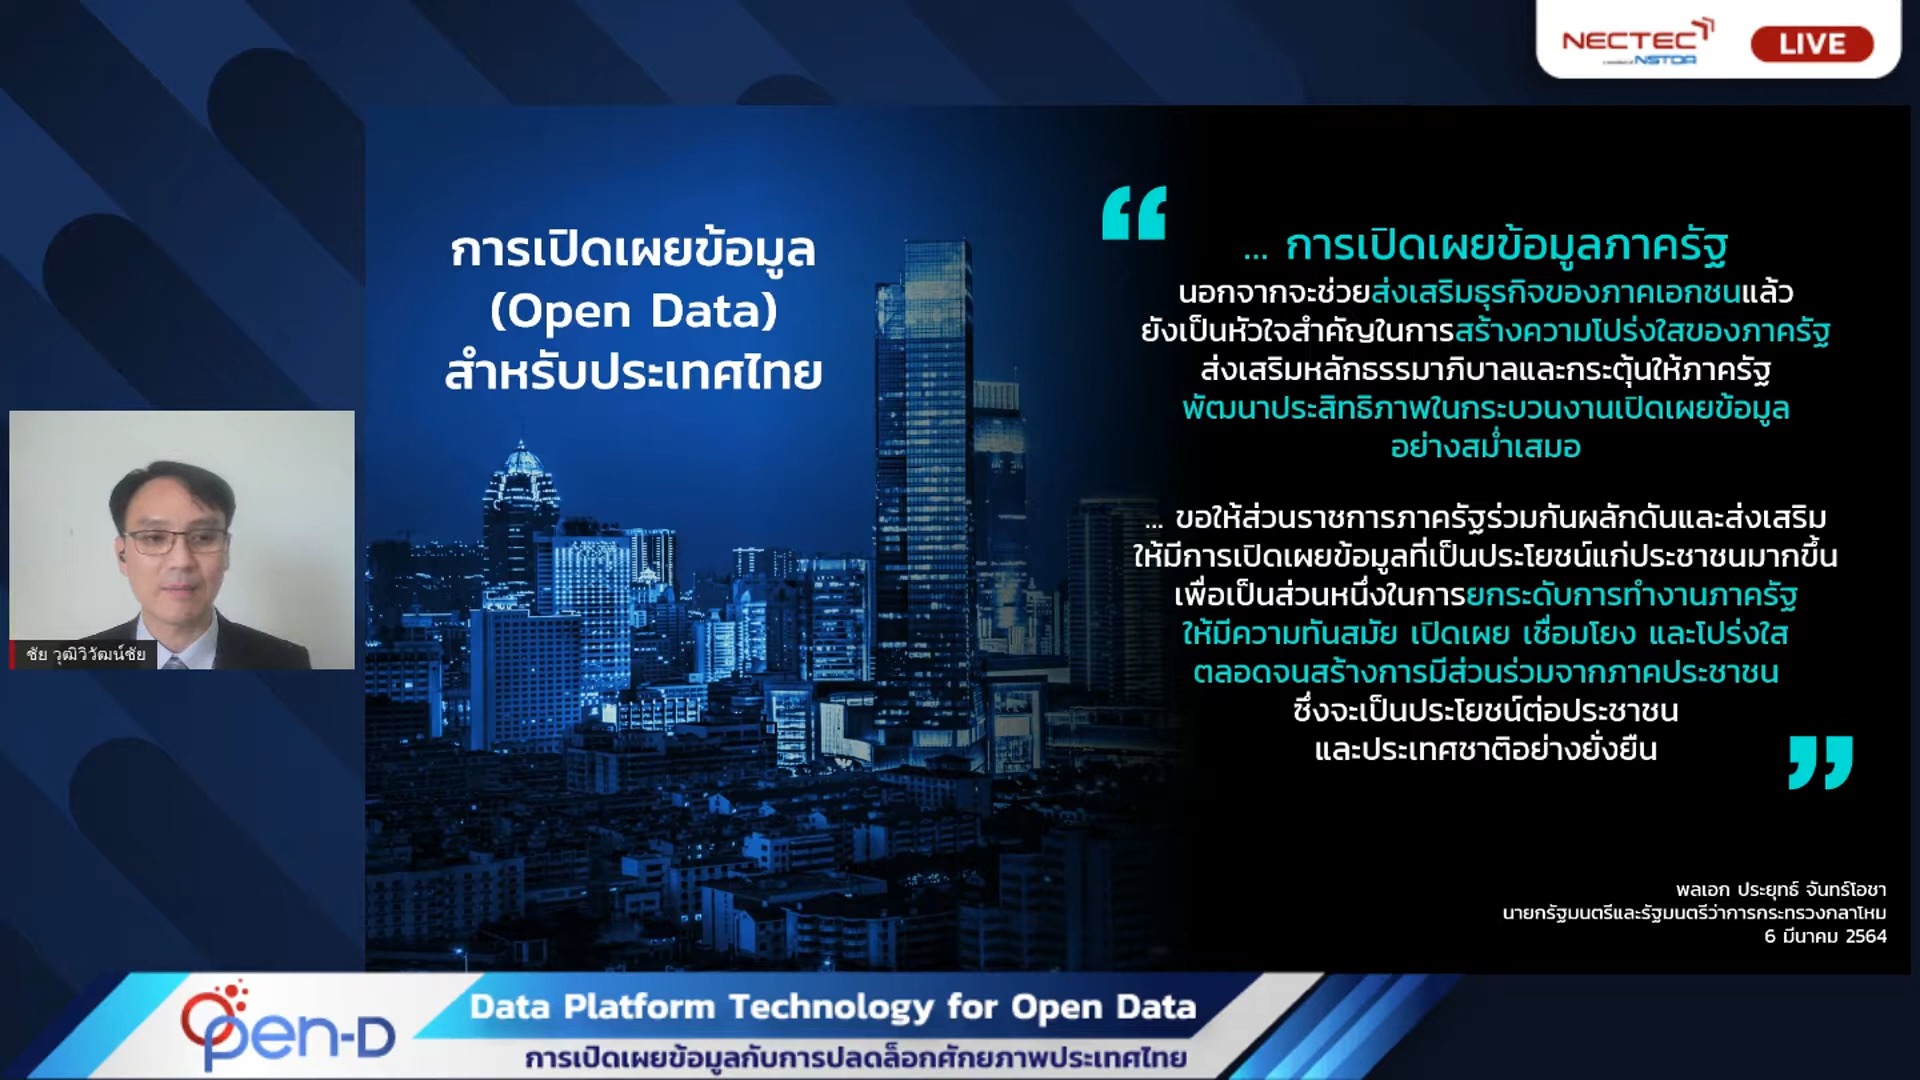 NECTEC
NSTDA
LIVE
การเปิดเผยข้อมูล
(Open Data)
สำหรับประเทศไทย
“
... การเปิดเผยข้อมูลภาครัฐ
นอกจากจะช่วยส่งเสริมธุรกิจของภาคเอกชนแล้ว
ยังเป็นหัวใจสำคัญในการสร้างความโปร่งใสของภาครัฐ
ส่งเสริมหลักธรรมาภิบาลและกระตุ้นให้ภาครัฐ
พัฒนาประสิทธิภาพในกระบวนงานเปิดเผยข้อมูล
อย่างสม่ำเสมอ
... ขอให้ส่วนราชการภาครัฐร่วมกันผลักดันและส่งเสริม
ให้มีการเปิดเผยข้อมูลที่เป็นประโยชน์แก่ประชาชนมากขึ้น
เพื่อเป็นส่วนหนึ่งในการยกระดับการทำงานภาครัฐ
ให้มีความทันสมัย เปิดเผย เชื่อมโยง และโปร่งใส
ตลอดจนสร้างการมีส่วนร่วมจากภาคประชาชน
ซึ่งจะเป็นประโยชน์ต่อประชาชน
และประเทศชาติอย่างยั่งยืน
”
พลเอก ประยุทธ์ จันทร์โอชา
นายกรัฐมนตรีและรัฐมนตรีว่าการกระทรวงกลาโหม
6 มีนาคม 2564
ชัย วุฒิวิวัฒน์ชัย
Open-D
Data Platform Technology for Open Data
การเปิดเผยข้อมูลกับการปลดล็อกศักยภาพประเทศไทย